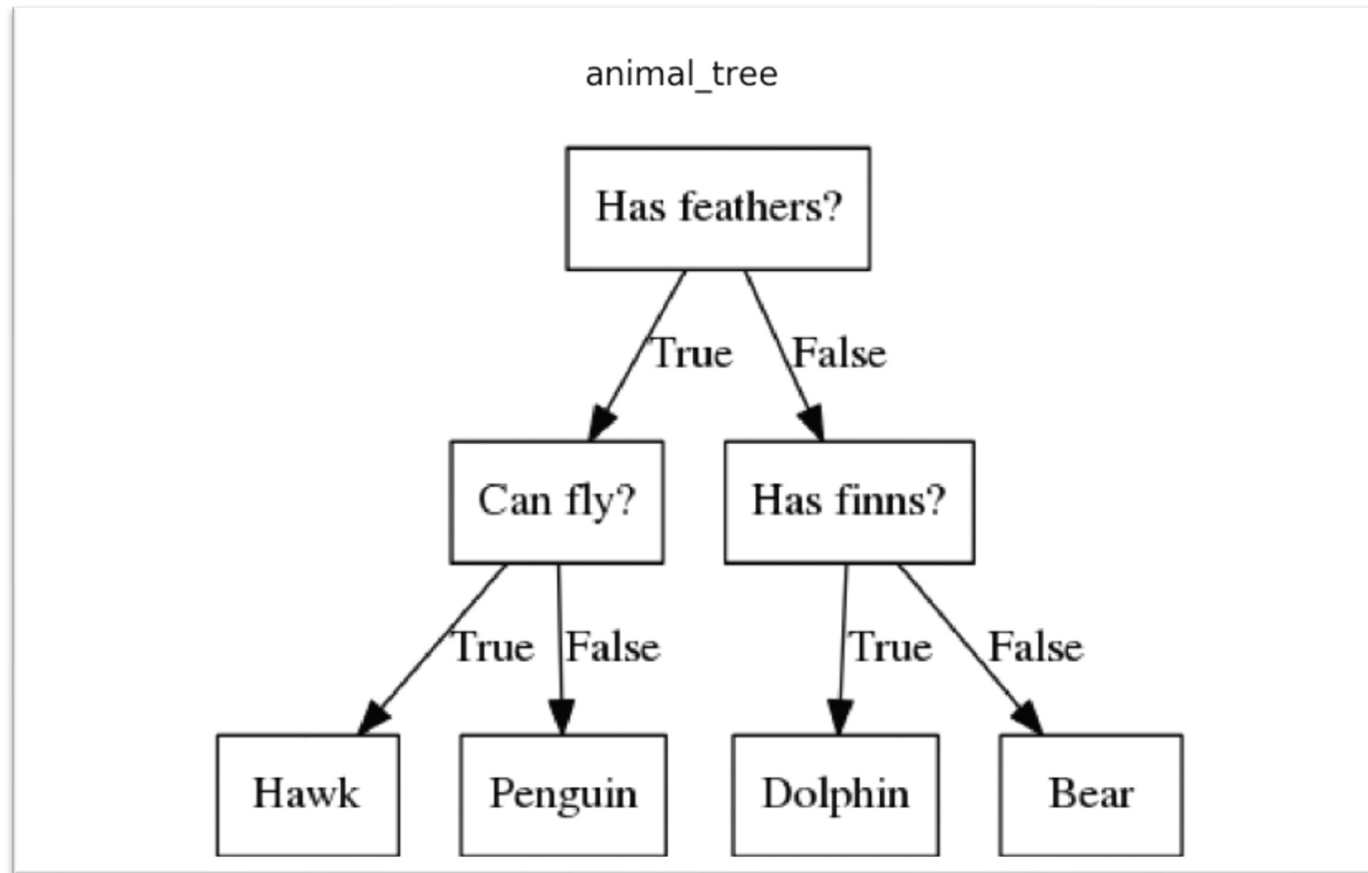 animal_tree
Has feathers?
True False
Can fly? Has finns?
True False True False
Hawk Penguin Dolphin Bear